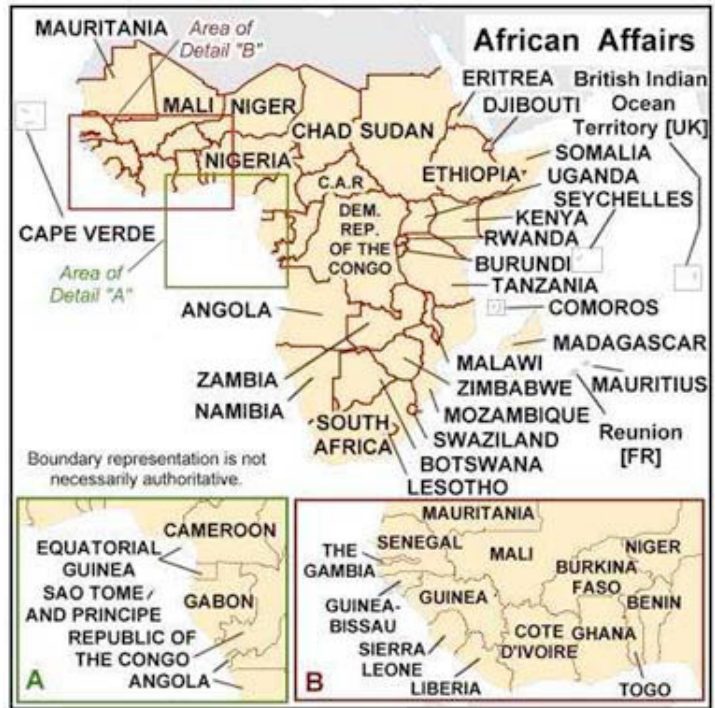 African Affairs
MAURITANIA
Area of
Detail "B"
MALI
NIGER
CHAD
SUDAN
NIGERIA
ERITREA
DJIBOUTI
British Indian
Ocean
Territory [UK]
ETHIOPIA
SOMALIA
UGANDA
SEYCHELLES
C.A.R
DEM.
REP.
OF THE
CONGO
KENYA
RWANDA
BURUNDI
TANZANIA
CAPE VERDE
Area of
Detail "A"
ANGOLA
COMOROS
MADAGASCAR
MALAWI
ZAMBIA
ZIMBABWE
MAURITIUS
NAMIBIA
MOZAMBIQUE
SOUTH
AFRICA
SWAZILAND
Reunion
[FR]
BOTSWANA
LESOTHO
Boundary representation is not
necessarily authoritative.
CAMEROON
EQUATORIAL
GUINEA
SAO TOME
AND PRINCIPE
GABON
REPUBLIC OF
THE CONGO
ANGOLA
A
MAURITANIA
SENEGAL
THE
GAMBIA
MALI
NIGER
BURKINA
FASO
GUINEA-
BISSAU
GUINEA
BENIN
SIERRA
LEONE
COTE
D'IVOIRE
GHANA
LIBERIA
TOGO
B